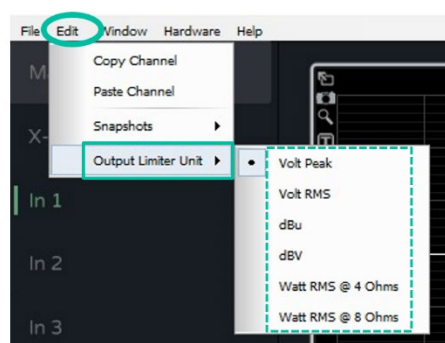 File Edit Window Hardware Help
Copy Channel
Paste Channel
Snapshots
Output Limiter Unit
Volt Peak
Volt RMS
dBu
dBV
Watt RMS @ 4 Ohms
Watt RMS @ 8 Ohms
In 1
In 2
In 3